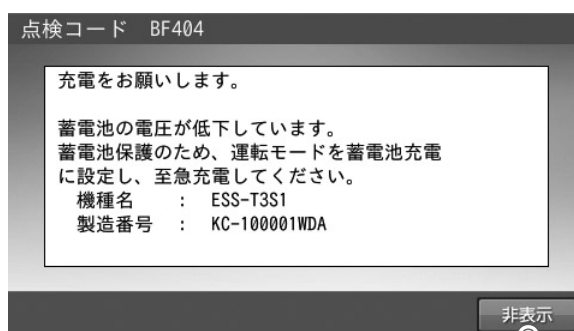 点検コード BF404
充電をお願いします。
蓄電池の電圧が低下しています。
蓄電池保護のため、運転モードを蓄電池充電
に設定し、至急充電してください。
機種名 : ESS-T3S1
製造番号 : KC-100001WDA
非表示